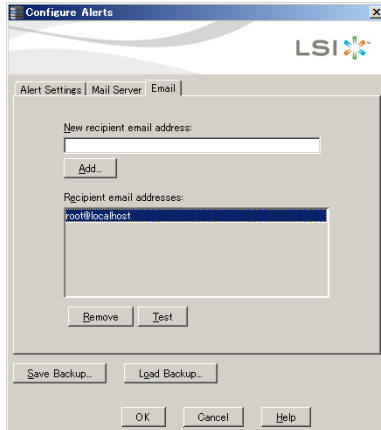 Configure Alerts
LSI
Alert Settings Mail Server Email
New recipient email address:
Add...
Recipient email addresses:
root@localhost
Remove Test
Save Backup... Load Backup...
OK Cancel Help